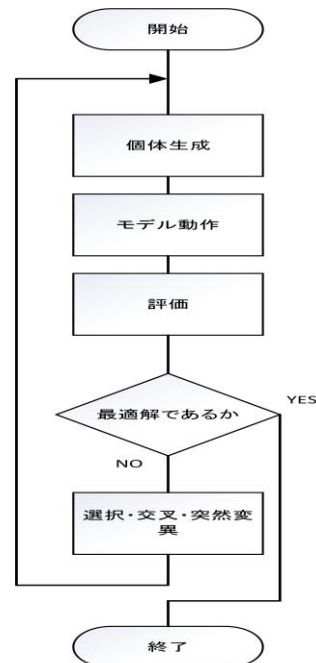 開始
個体生成
モデル動作
評価
最適解であるか
YES
NO
選択・交叉・突然変
異
終了